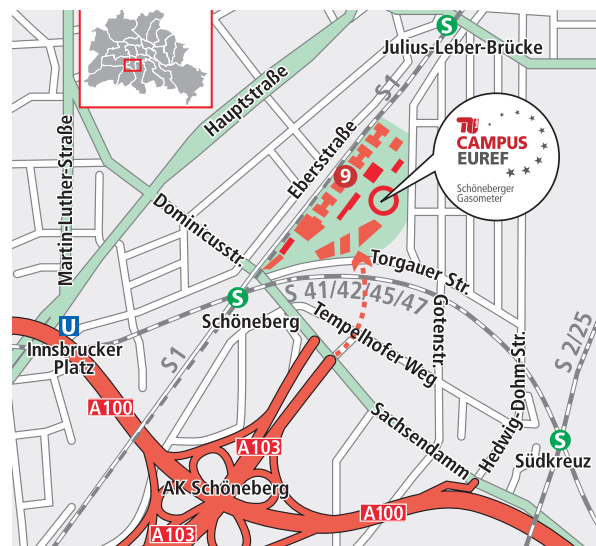 S
Julius-Leber-Brücke
S1
Hauptstraße
Martin-Luther-Straße
Ebersstraße
9
TU
CAMPUS
EUREF
Schöneberger
Gasometer
Dominicusstr.
Torgauer Str.
S 41/42/45/47
S
Schöneberg
Tempelhofer Weg
Gotenstr.
Hedwig-Dohm-Str.
S 2/25
U
Innsbrucker
Platz
S1
A100
Sachsendamm
A103
S
Südkreuz
AK Schöneberg
A100
A103